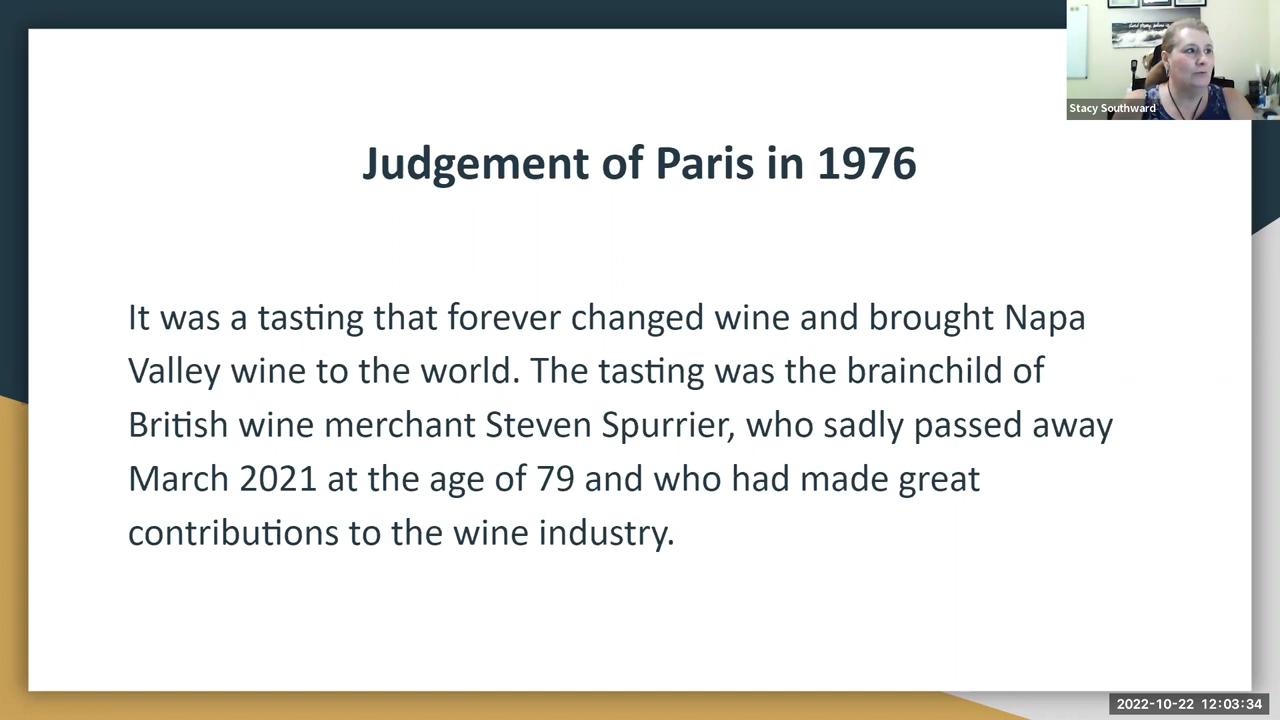 Stacy Southward
Judgement of Paris in 1976
It was a tasting that forever changed wine and brought Napa
Valley wine to the world. The tasting was the brainchild of
British wine merchant Steven Spurrier, who sadly passed away
March 2021 at the age of 79 and who had made great
contributions to the wine industry.
2022-10-22 12:03:34